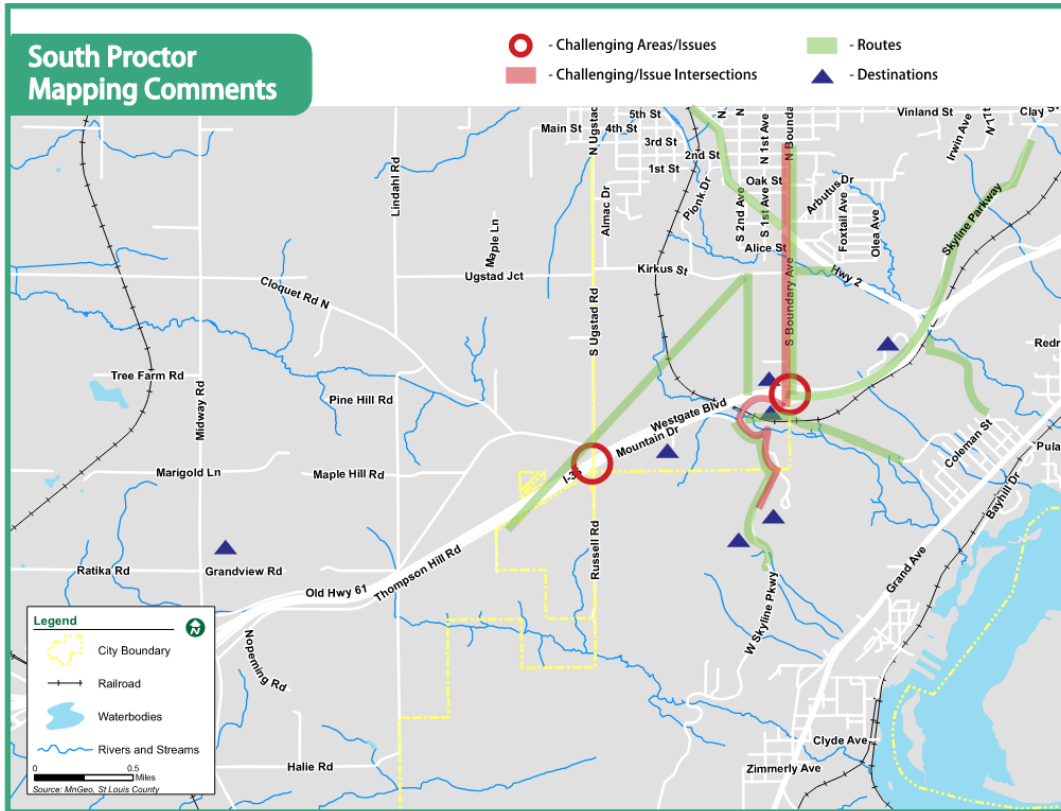 South Proctor
Mapping Comments
- Challenging Areas/Issues
- Challenging/Issue Intersections
- Routes
- Destinations
5th St
Main St
4th St
3rd St
2nd St
1st St
N Ugstad
Almac Dr
Pionk Dr
N
N 1st Ave
N Bounda
Vinland St
Irwin Ave
Clay St
Oak St
Arbutus Dr
S 2nd Ave
S 1st Ave
Foxtail Ave
Olea Ave
Alice St
Skyline Parkway
Lindahl Rd
Maple Ln
Ugstad Jct
Kirkus St
Hwy 2
Cloquet Rd N
S Ugstad Rd
S Boundary Ave
Redr
Tree Farm Rd
Midway Rd
Pine Hill Rd
Westgate Blvd
Mountain Dr
Coleman St
Pula
Marigold Ln
Maple Hill Rd
I-35
Bayhill Dr
Russell Rd
Grand Ave
Ratika Rd
Grandview Rd
Old Hwy 61
Thompson Hill Rd
W Skyline Pkwy
Nopeming Rd
Halie Rd
Clyde Ave
Zimmerly Ave
Legend
N
City Boundary
Railroad
Waterbodies
Rivers and Streams
0 0.5
Miles
Source: MnGeo, St Louis County